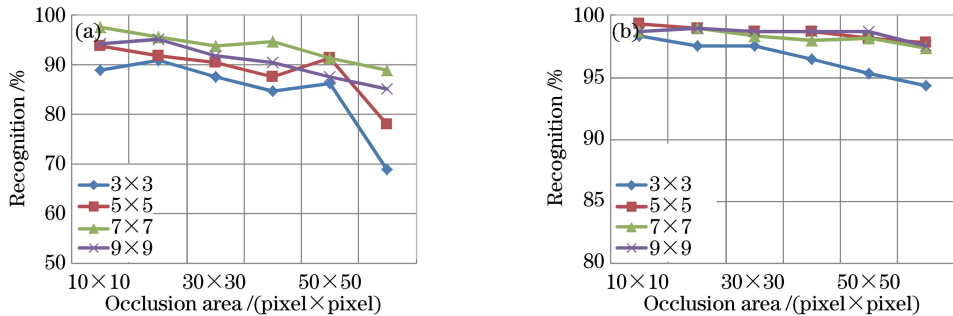 (a)
Recognition /%
100
90
80
70
60
50
3×3
5×5
7×7
9×9
10×10 30×30 50×50
Occlusion area /(pixel×pixel)
(b)
Recognition /%
100
95
90
85
80
3×3
5×5
7×7
9×9
10×10 30×30 50×50
Occlusion area /(pixel×pixel)